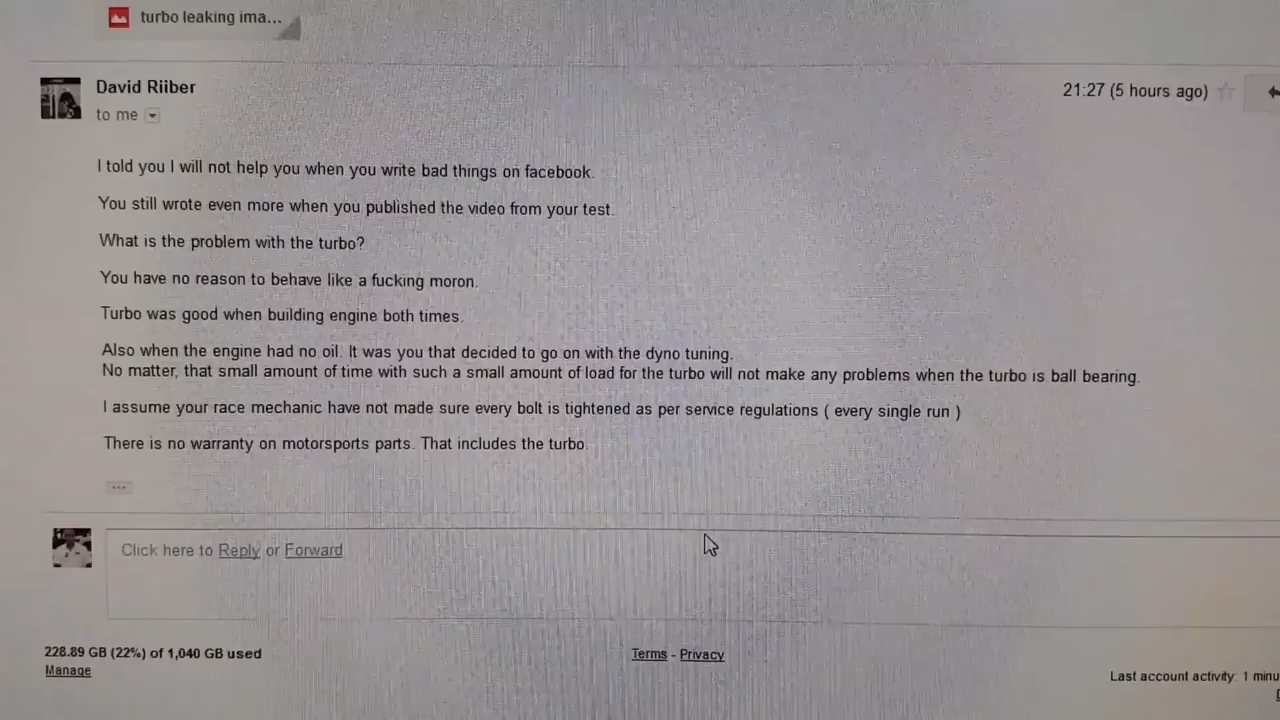 turbo leaking ima...
David Riiber
21:27 (5 hours ago)
to me
I told you I will not help you when you write bad things on facebook.
You still wrote even more when you published the video from your test.
What is the problem with the turbo?
You have no reason to behave like a fucking moron.
Turbo was good when building engine both times.
Also when the engine had no oil. It was you that decided to go on with the dyno tuning.
No matter, that small amount of time with such a small amount of load for the turbo will not make any problems when the turbo is ball bearing.
I assume your race mechanic have not made sure every bolt is tightened as per service regulations ( every single run )
There is no warranty on motorsports parts. That includes the turbo.
...
Click here to Reply or Forward
228.89 GB (22%) of 1,040 GB used
Manage
Terms - Privacy
Last account activity: 1 minu